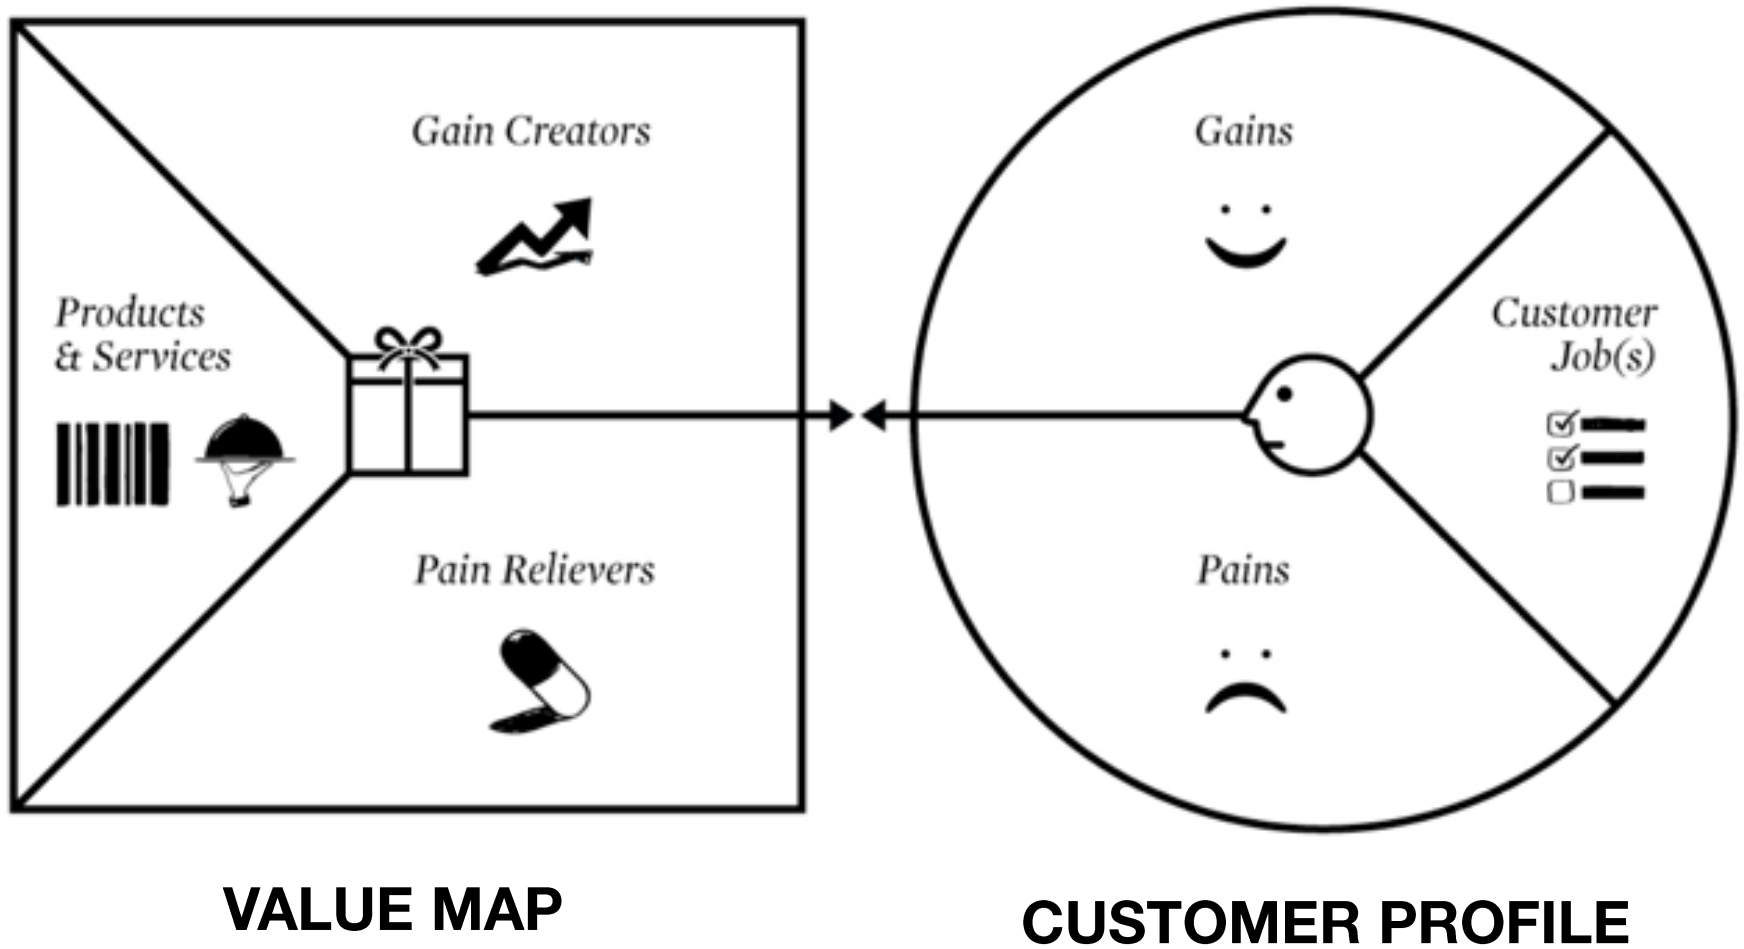 Gain Creators
Products
& Services
Pain Relievers
Gains
Customer
Job(s)
Pains
VALUE MAP
CUSTOMER PROFILE